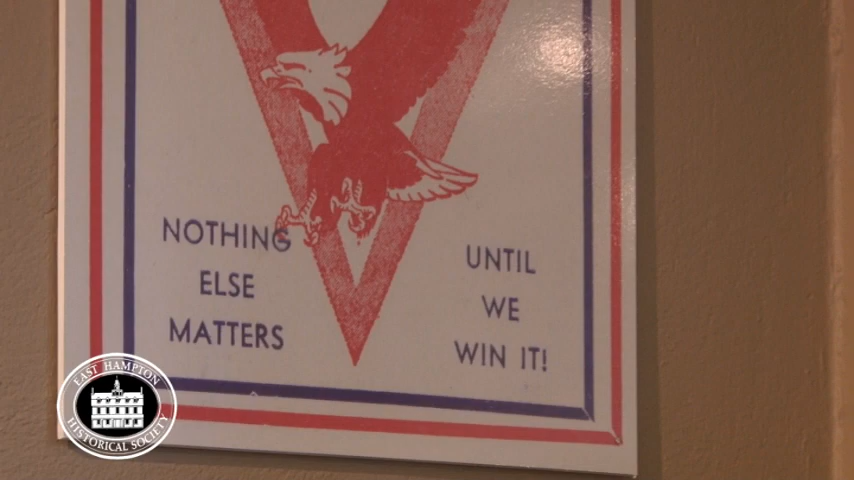 NOTHING
ELSE
MATTERS
UNTIL
WE
WIN IT!
EAST HAMPTON
HISTORICAL SOCIETY